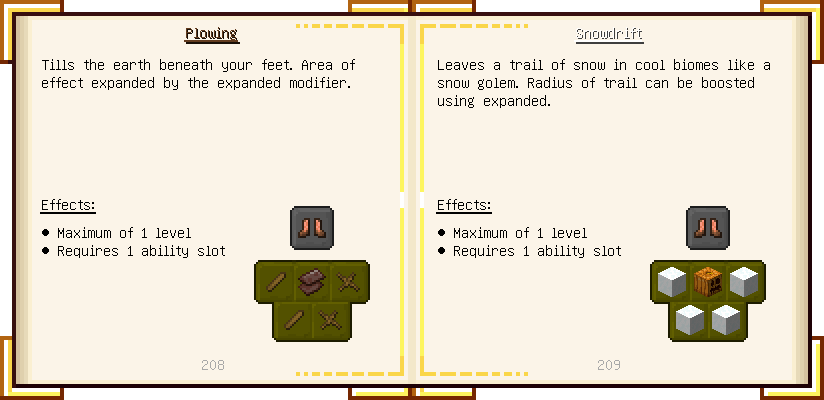 Plowing
Tills the earth beneath your feet. Area of
effect expanded by the expanded modifier.
Effects:
● Maximum of 1 level
● Requires 1 ability slot
208
Snowdrift
Leaves a trail of snow in cool biomes like a
snow golem. Radius of trail can be boosted
using expanded.
Effects:
● Maximum of 1 level
● Requires 1 ability slot
209